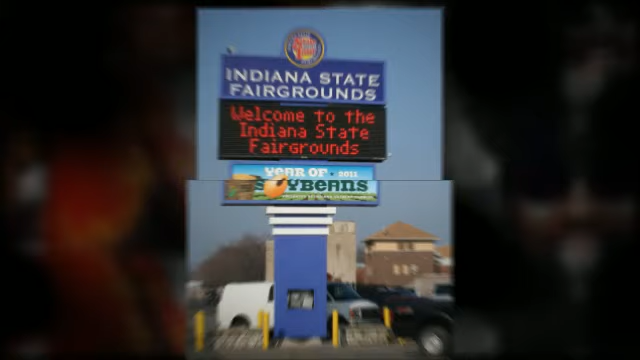 INDIANA STATE
FAIRGROUNDS
Welcome to the
Indiana State
Fairgrounds
YEAR OF 2011
SOYBEANS